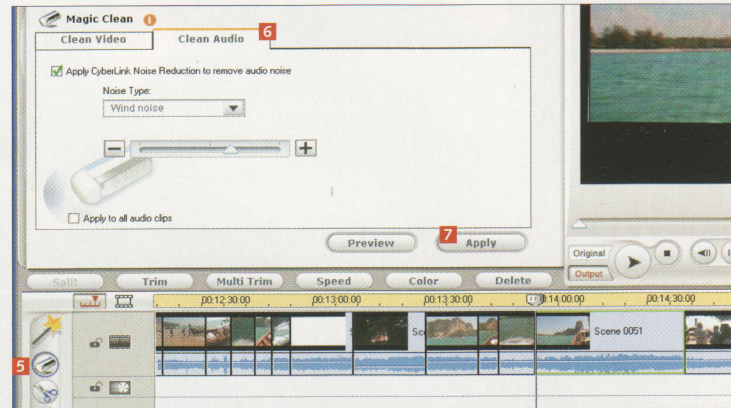 Magic Clean
Clean Video
Clean Audio
6
Apply CyberLink Noise Reduction to remove audio noise
Noise Type:
Wind noise
Apply to all audio clips
Preview
7
Apply
Original
Output
Split
Trim
Multi Trim
Speed
Color
Delete
00:12:30:00
00:13:00:00
00:13:30:00
00:14:00:00
00:14:30:00
Scene 0051
5